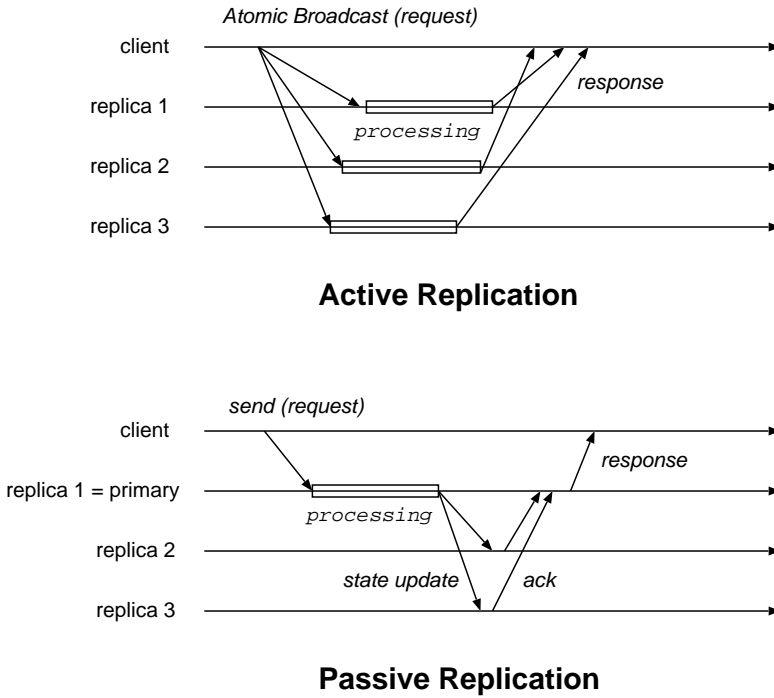 Atomic Broadcast (request)
client
response
replica 1
processing
replica 2
replica 3
Active Replication
send (request)
client
response
replica 1 = primary
processing
replica 2
state update
ack
replica 3
Passive Replication